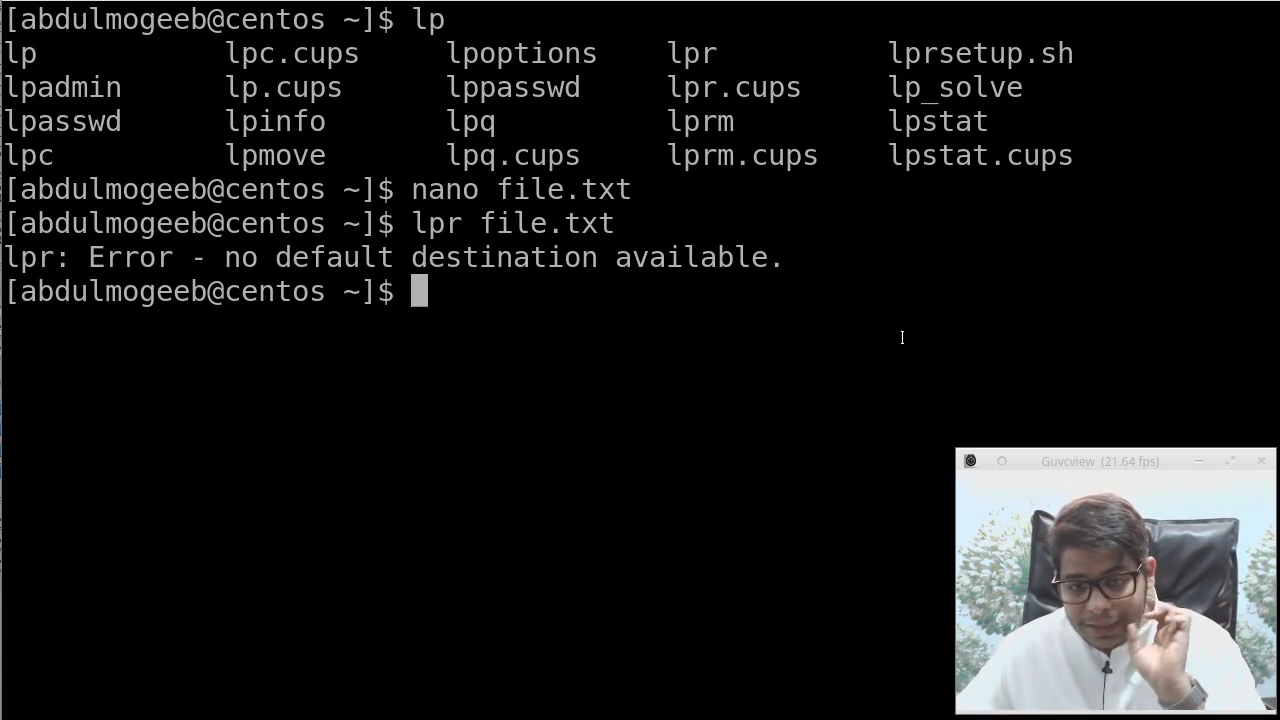 [abdulmogeeb@centos ~]$ lp
lp lpc.cups lpoptions lpr lprsetup.sh
lpadmin lp.cups lppasswd lpr.cups lp_solve
lpasswd lpinfo lpq lprm lpstat
lpc lpmove lpq.cups lprm.cups lpstat.cups
[abdulmogeeb@centos ~]$ nano file.txt
[abdulmogeeb@centos ~]$ lpr file.txt
lpr: Error - no default destination available.
[abdulmogeeb@centos ~]$
Guvcview (21.64 fps)